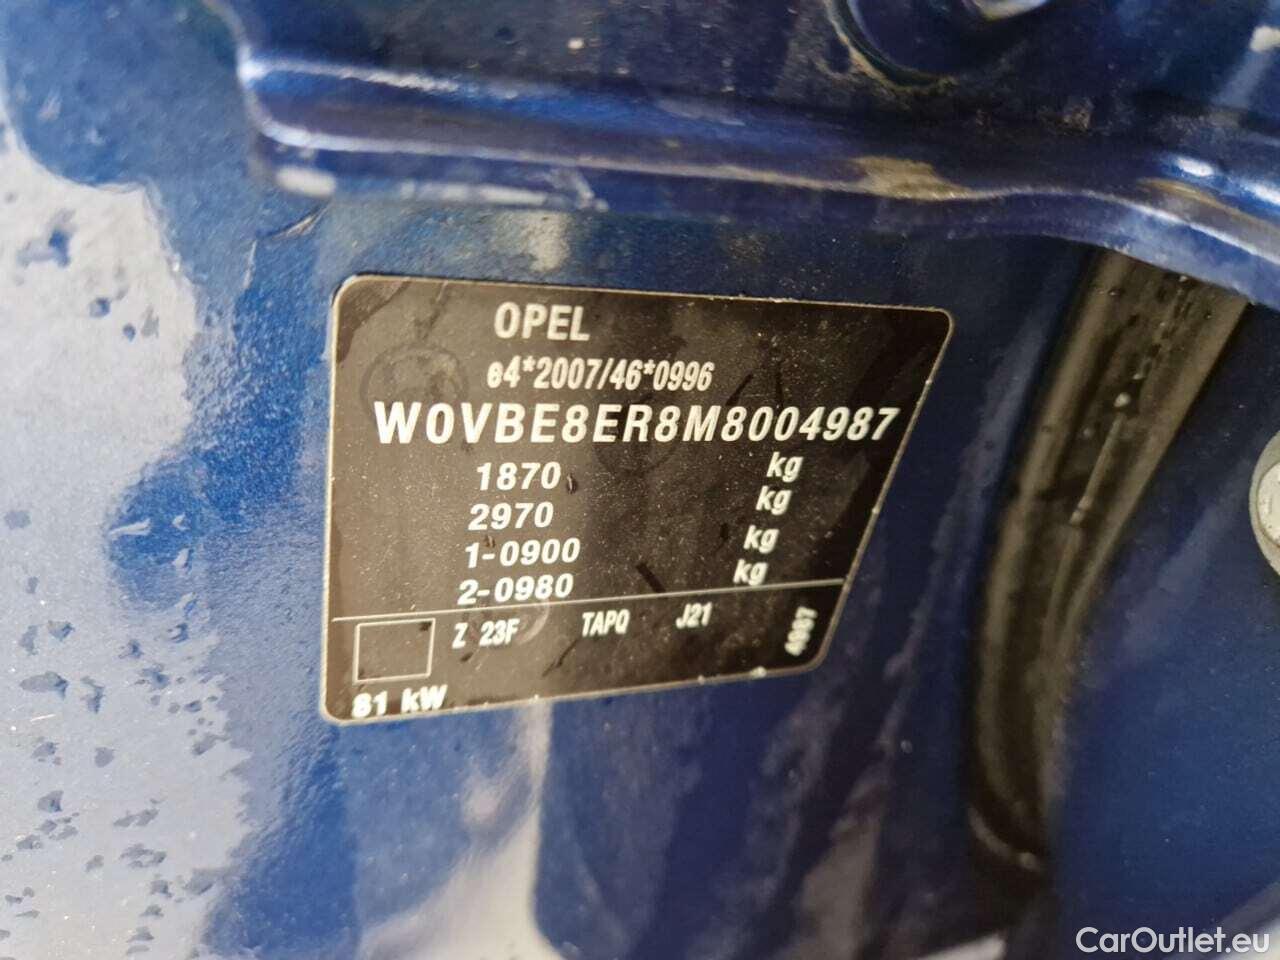 OPEL
e4*2007/46*0996
W0VBE8ER8M8004987
1870 kg
2970 kg
1-0900 kg
2-0980 kg
Z 23F TAPQ J21 4987
81 kW
CarOutlet.eu